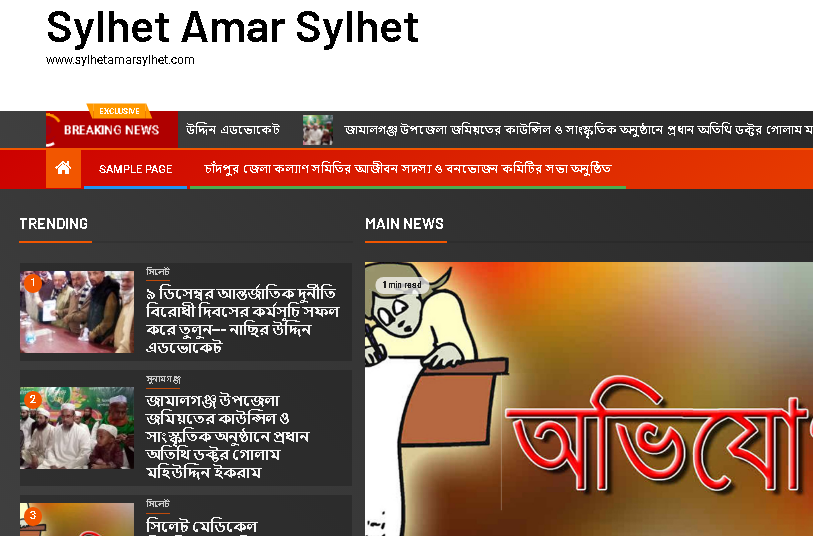 Sylhet Amar Sylhet
www.sylhetamarsylhet.com
EXCLUSIVE
BREAKING NEWS
উদ্দিন এডভোকেট
জামালগঞ্জ উপজেলা জমিয়তের কাউন্সিল ও সাংস্কৃতিক অনুষ্ঠানে প্রধান অতিথি ডক্টর গোলাম ম
SAMPLE PAGE
চাঁদপুর জেলা কল্যাণ সমিতির আজীবন সদস্য ও বনভোজন কমিটির সভা অনুষ্ঠিত
TRENDING
1
সিলেট
৯ ডিসেম্বর আন্তর্জাতিক দুর্নীতি
বিরোধী দিবসের কর্মসূচি সফল
করে তুলুন--- নাছির উদ্দিন
এডভোকেট
2
সুনামগঞ্জ
জামালগঞ্জ উপজেলা
জমিয়তের কাউন্সিল ও
সাংস্কৃতিক অনুষ্ঠানে প্রধান
অতিথি ডক্টর গোলাম
মহিউদ্দিন ইকরাম
3
সিলেট
সিলেট মেডিকেল
MAIN NEWS
1 min read
অভিযো